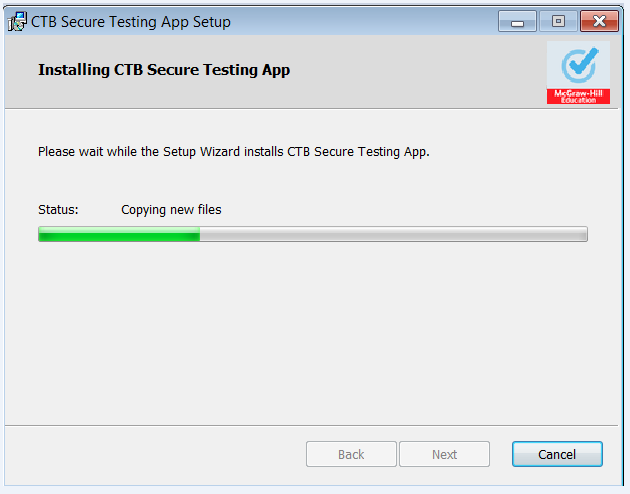 CTB Secure Testing App Setup
Installing CTB Secure Testing App
McGraw-Hill
Education
Please wait while the Setup Wizard installs CTB Secure Testing App.
Status: Copying new files
Back Next Cancel